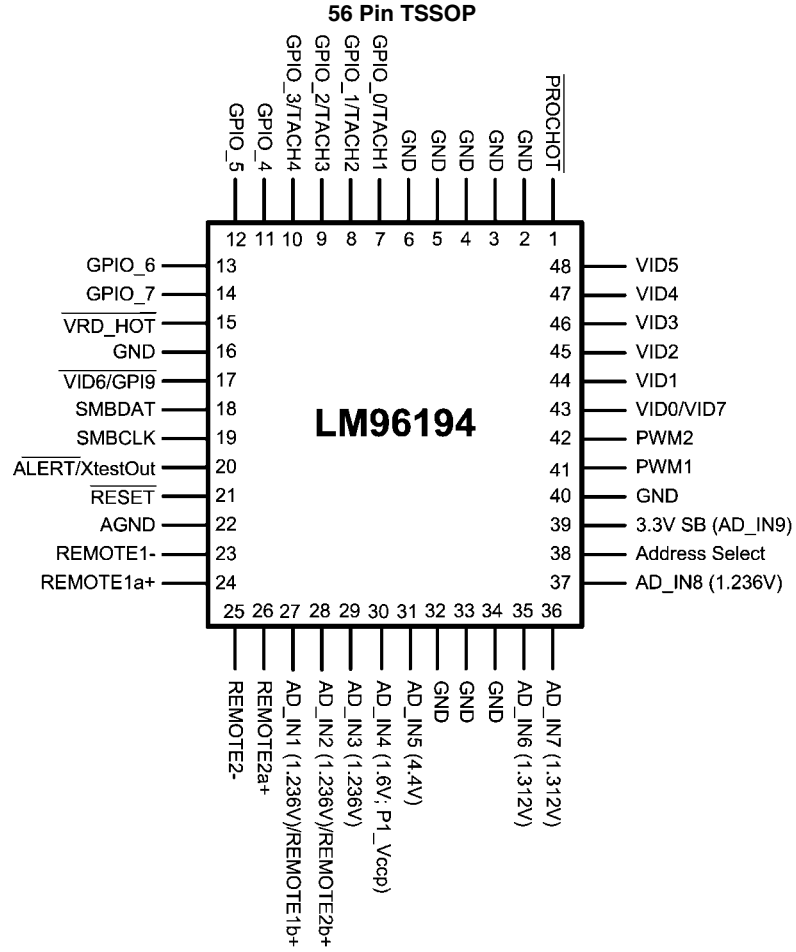 56 Pin TSSOP
GPIO_5
GPIO_4
GPIO_3/TACH4
GPIO_2/TACH3
GPIO_1/TACH2
GPIO_0/TACH1
GND
GND
GND
GND
GND
PROCHOT
12 11 10 9 8 7 6 5 4 3 2 1
GPIO_6 13
GPIO_7 14
VRD_HOT 15
GND 16
VID6/GPI9 17
SMBDAT 18
SMBCLK 19
ALERT/XtestOut 20
RESET 21
AGND 22
REMOTE1- 23
REMOTE1a+ 24
LM96194
48 VID5
47 VID4
46 VID3
45 VID2
44 VID1
43 VID0/VID7
42 PWM2
41 PWM1
40 GND
39 3.3V SB (AD_IN9)
38 Address Select
37 AD_IN8 (1.236V)
25 26 27 28 29 30 31 32 33 34 35 36
REMOTE2-
REMOTE2a+
AD_IN1 (1.236V)/REMOTE1b+
AD_IN2 (1.236V)/REMOTE2b+
AD_IN3 (1.236V)
AD_IN4 (1.6V; P1_Vccp)
AD_IN5 (4.4V)
GND
GND
GND
AD_IN6 (1.312V)
AD_IN7 (1.312V)